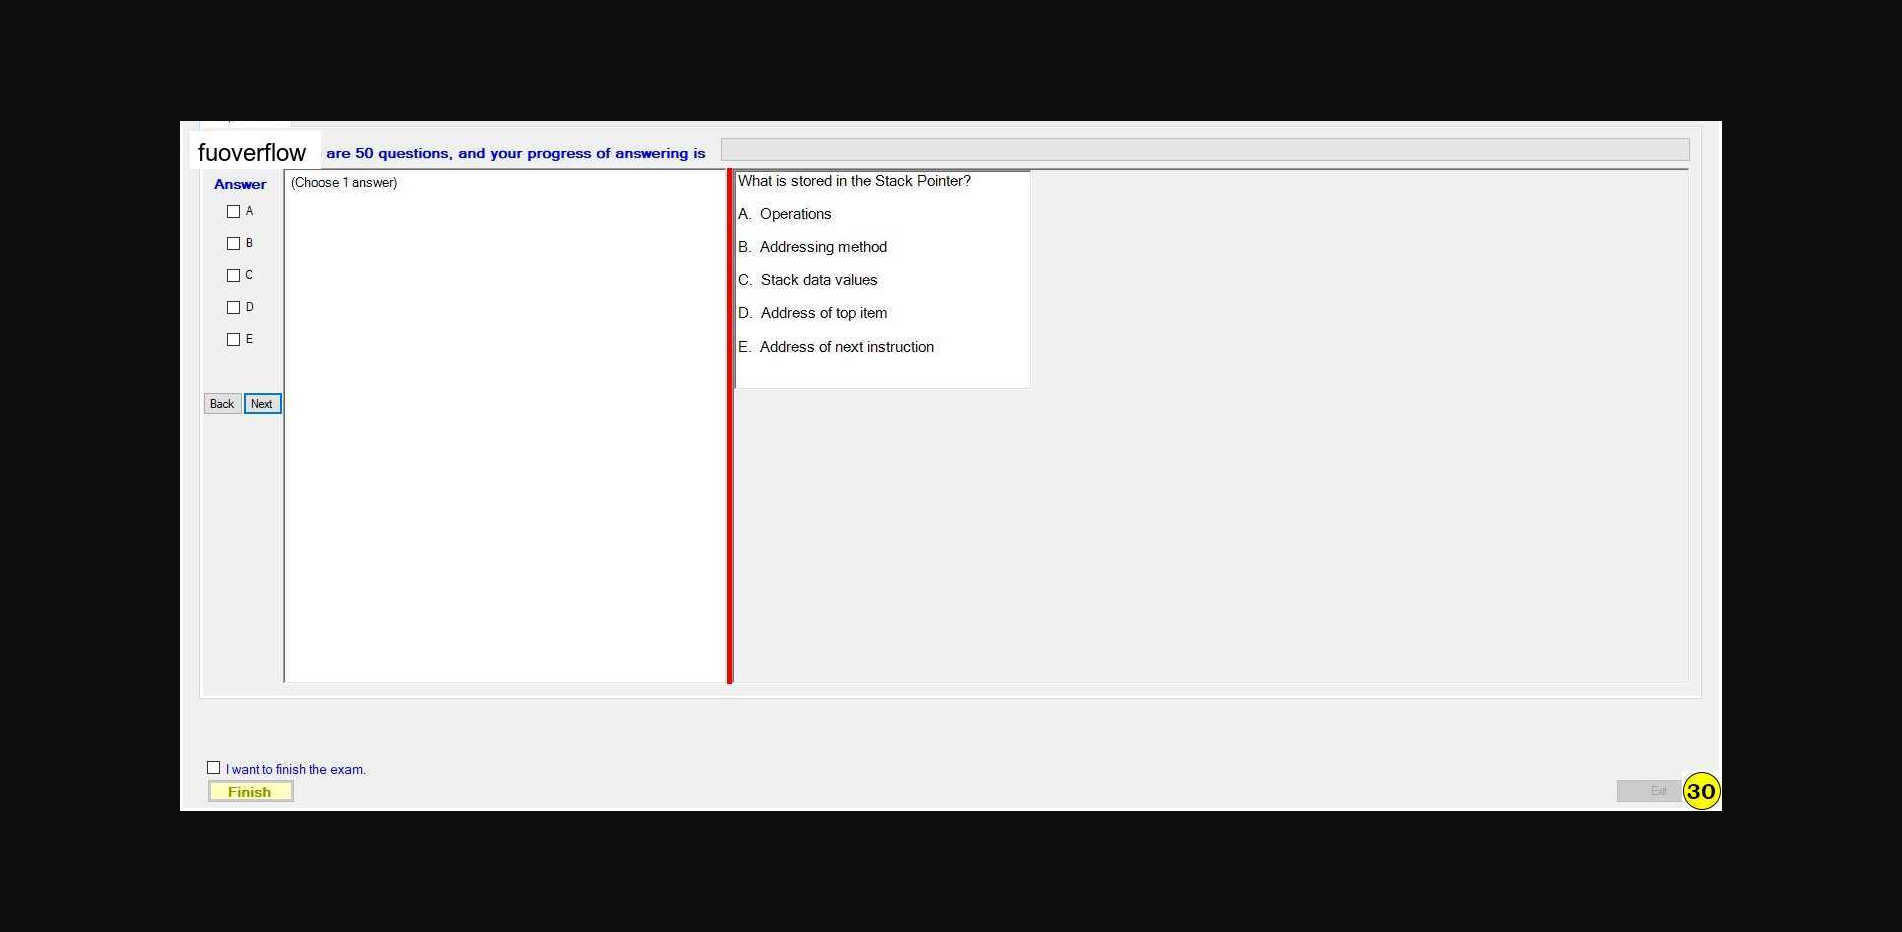 fuoverflow are 50 questions, and your progress of answering is
Answer
(Choose 1 answer)
A
B
C
D
E
Back Next
What is stored in the Stack Pointer?
A. Operations
B. Addressing method
C. Stack data values
D. Address of top item
E. Address of next instruction
I want to finish the exam.
Finish
Exit
30